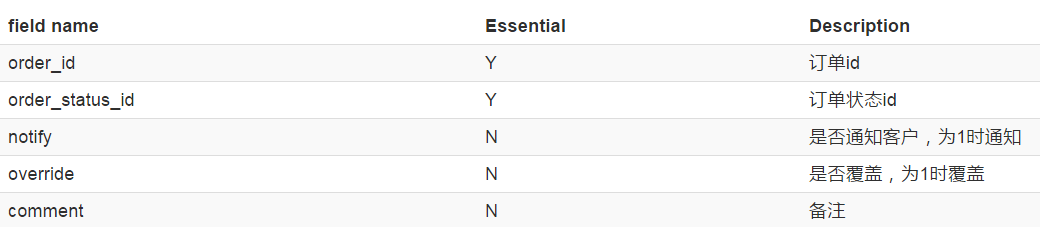 field name Essential Description
order_id Y 订单id
order_status_id Y 订单状态id
notify N 是否通知客户，为1时通知
override N 是否覆盖，为1时覆盖
comment N 备注